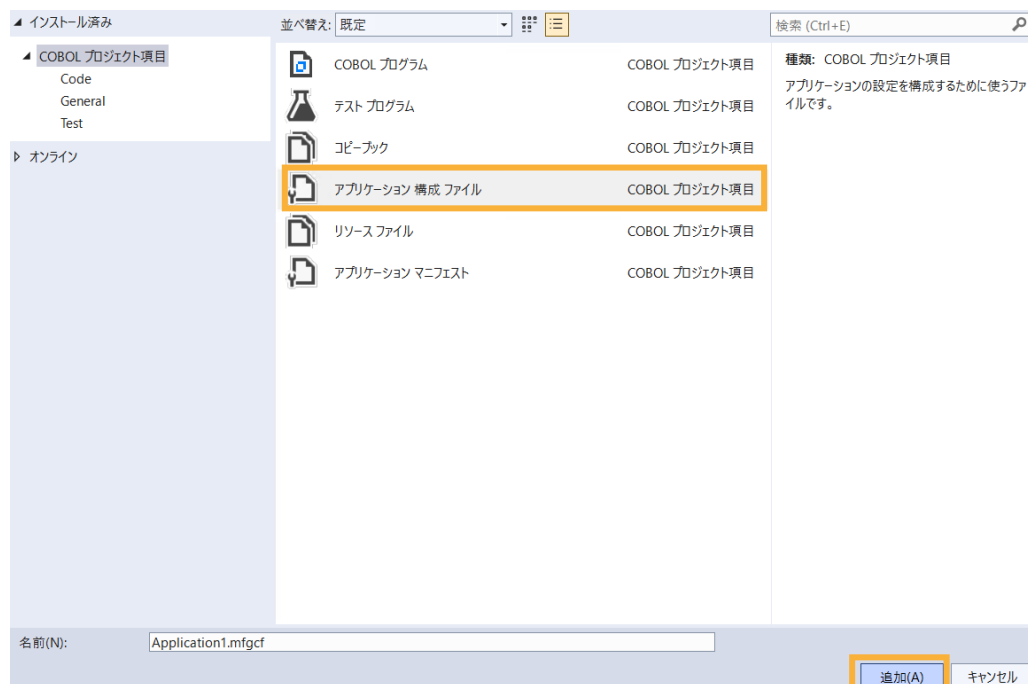 インストール済み
並べ替え: 既定
検索 (Ctrl+E)
COBOL プロジェクト項目
Code
General
Test
オンライン
COBOL プログラム COBOL プロジェクト項目
テスト プログラム COBOL プロジェクト項目
コピーブック COBOL プロジェクト項目
アプリケーション 構成 ファイル COBOL プロジェクト項目
リソース ファイル COBOL プロジェクト項目
アプリケーション マニフェスト COBOL プロジェクト項目
種類: COBOL プロジェクト項目
アプリケーションの設定を構成するために使うファ
イルです。
名前(N): Application1.mfgcf
追加(A) キャンセル